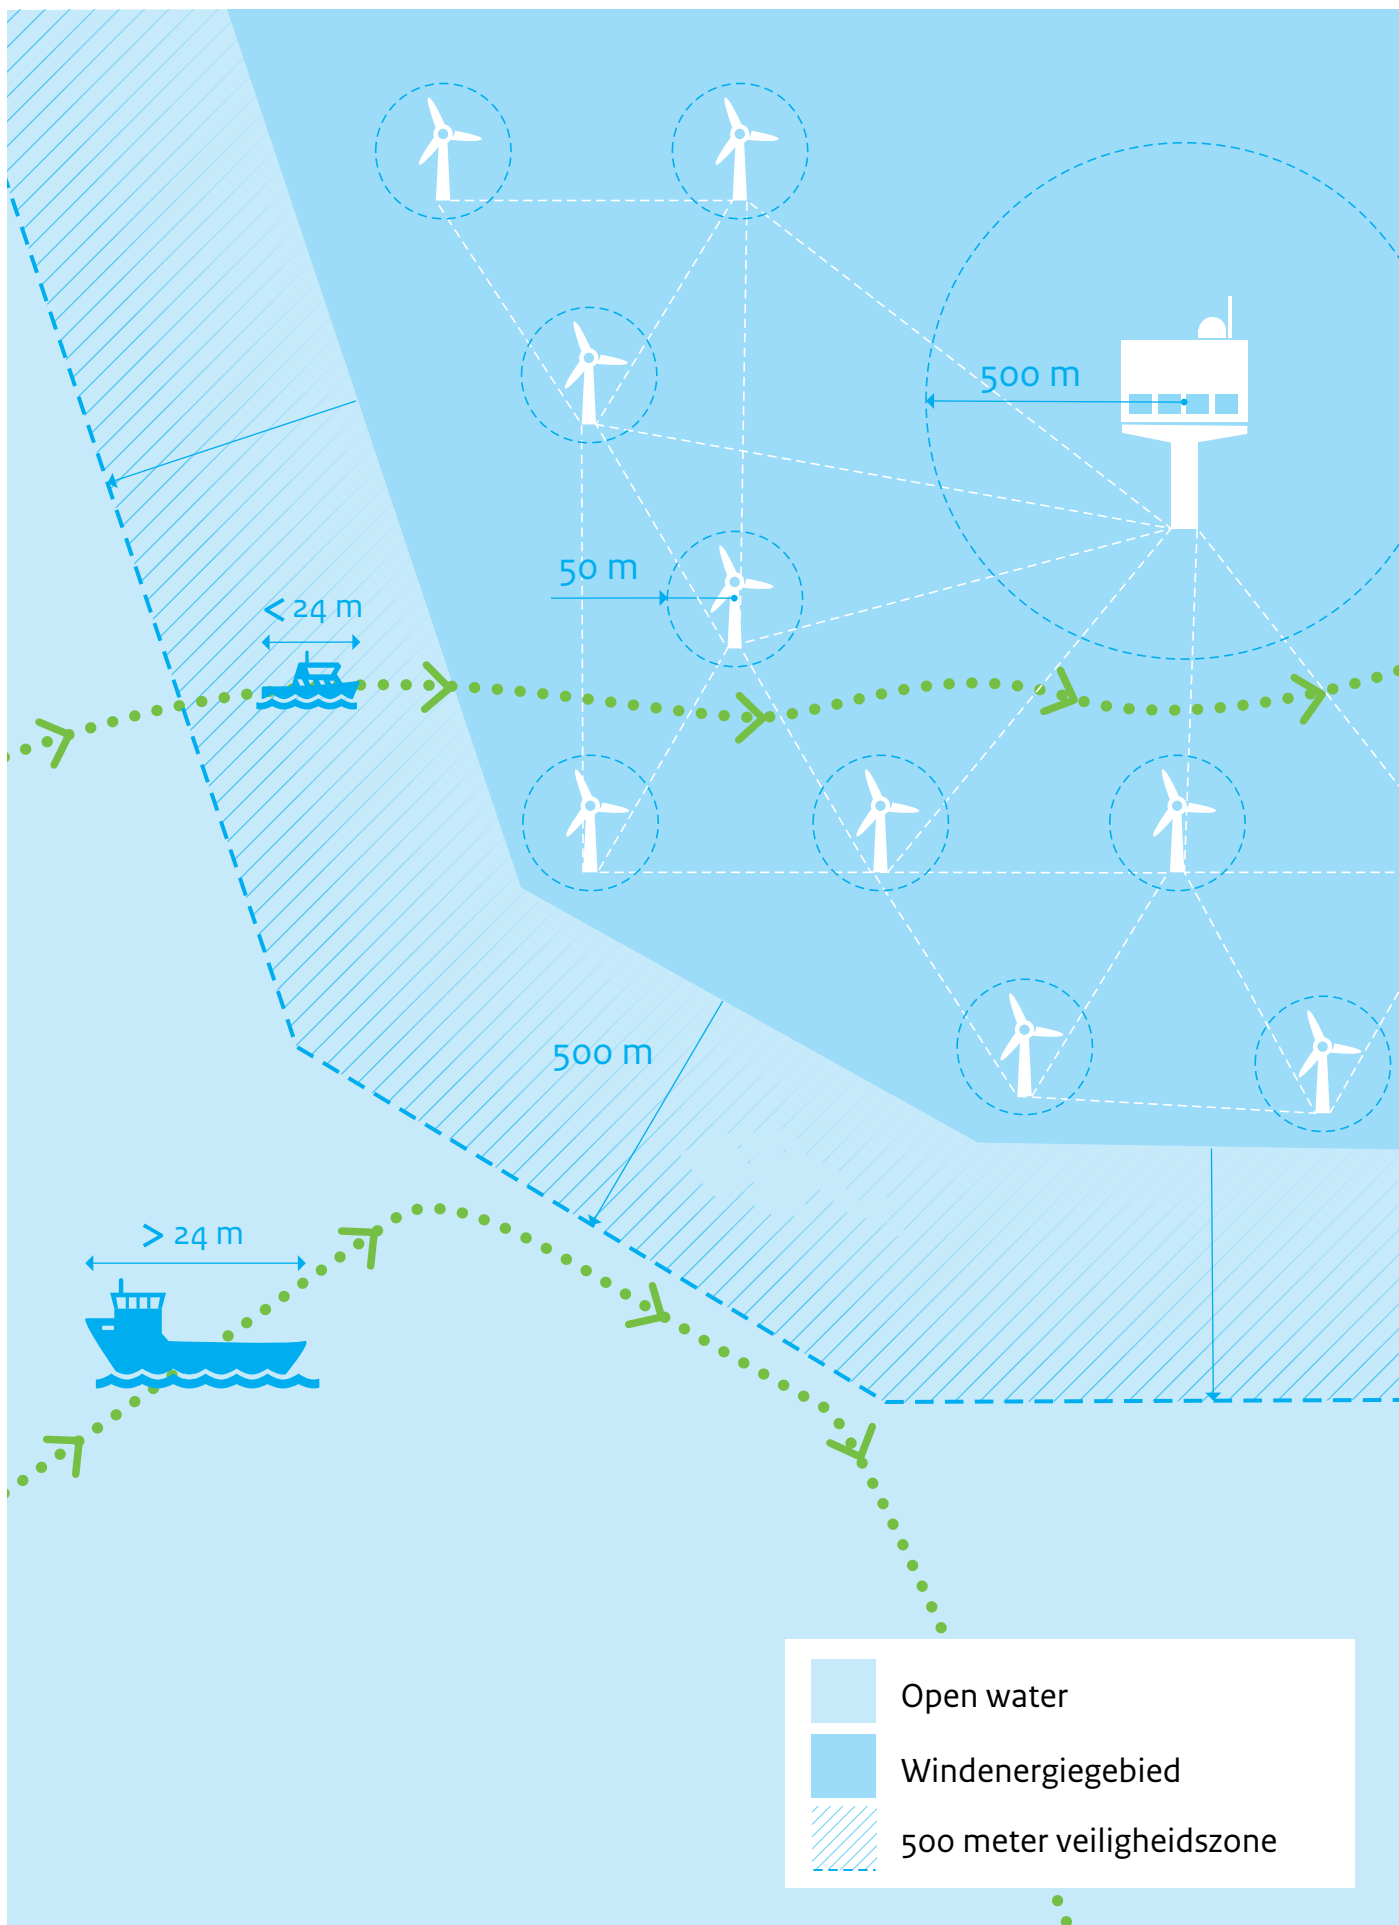 500 m
50 m
< 24 m
500 m
> 24 m
Open water
Windenergiegebied
500 meter veiligheidszone